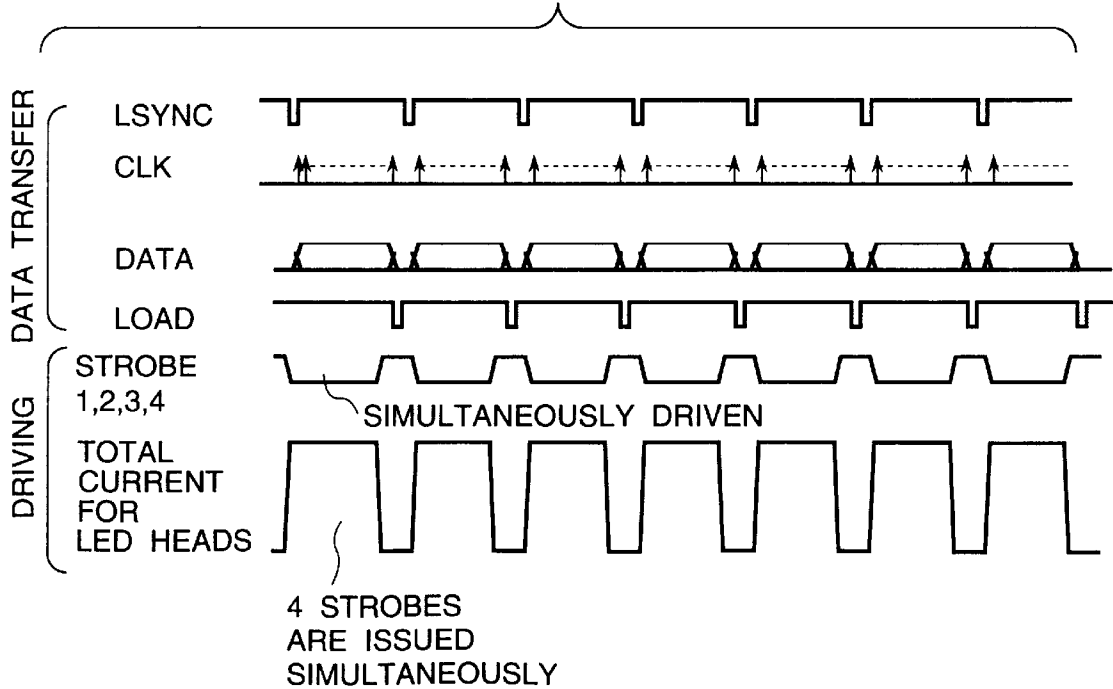 DATA TRANSFER
LSYNC
CLK
DATA
LOAD
DRIVING
STROBE
1,2,3,4
SIMULTANEOUSLY DRIVEN
TOTAL
CURRENT
FOR
LED HEADS
4 STROBES
ARE ISSUED
SIMULTANEOUSLY